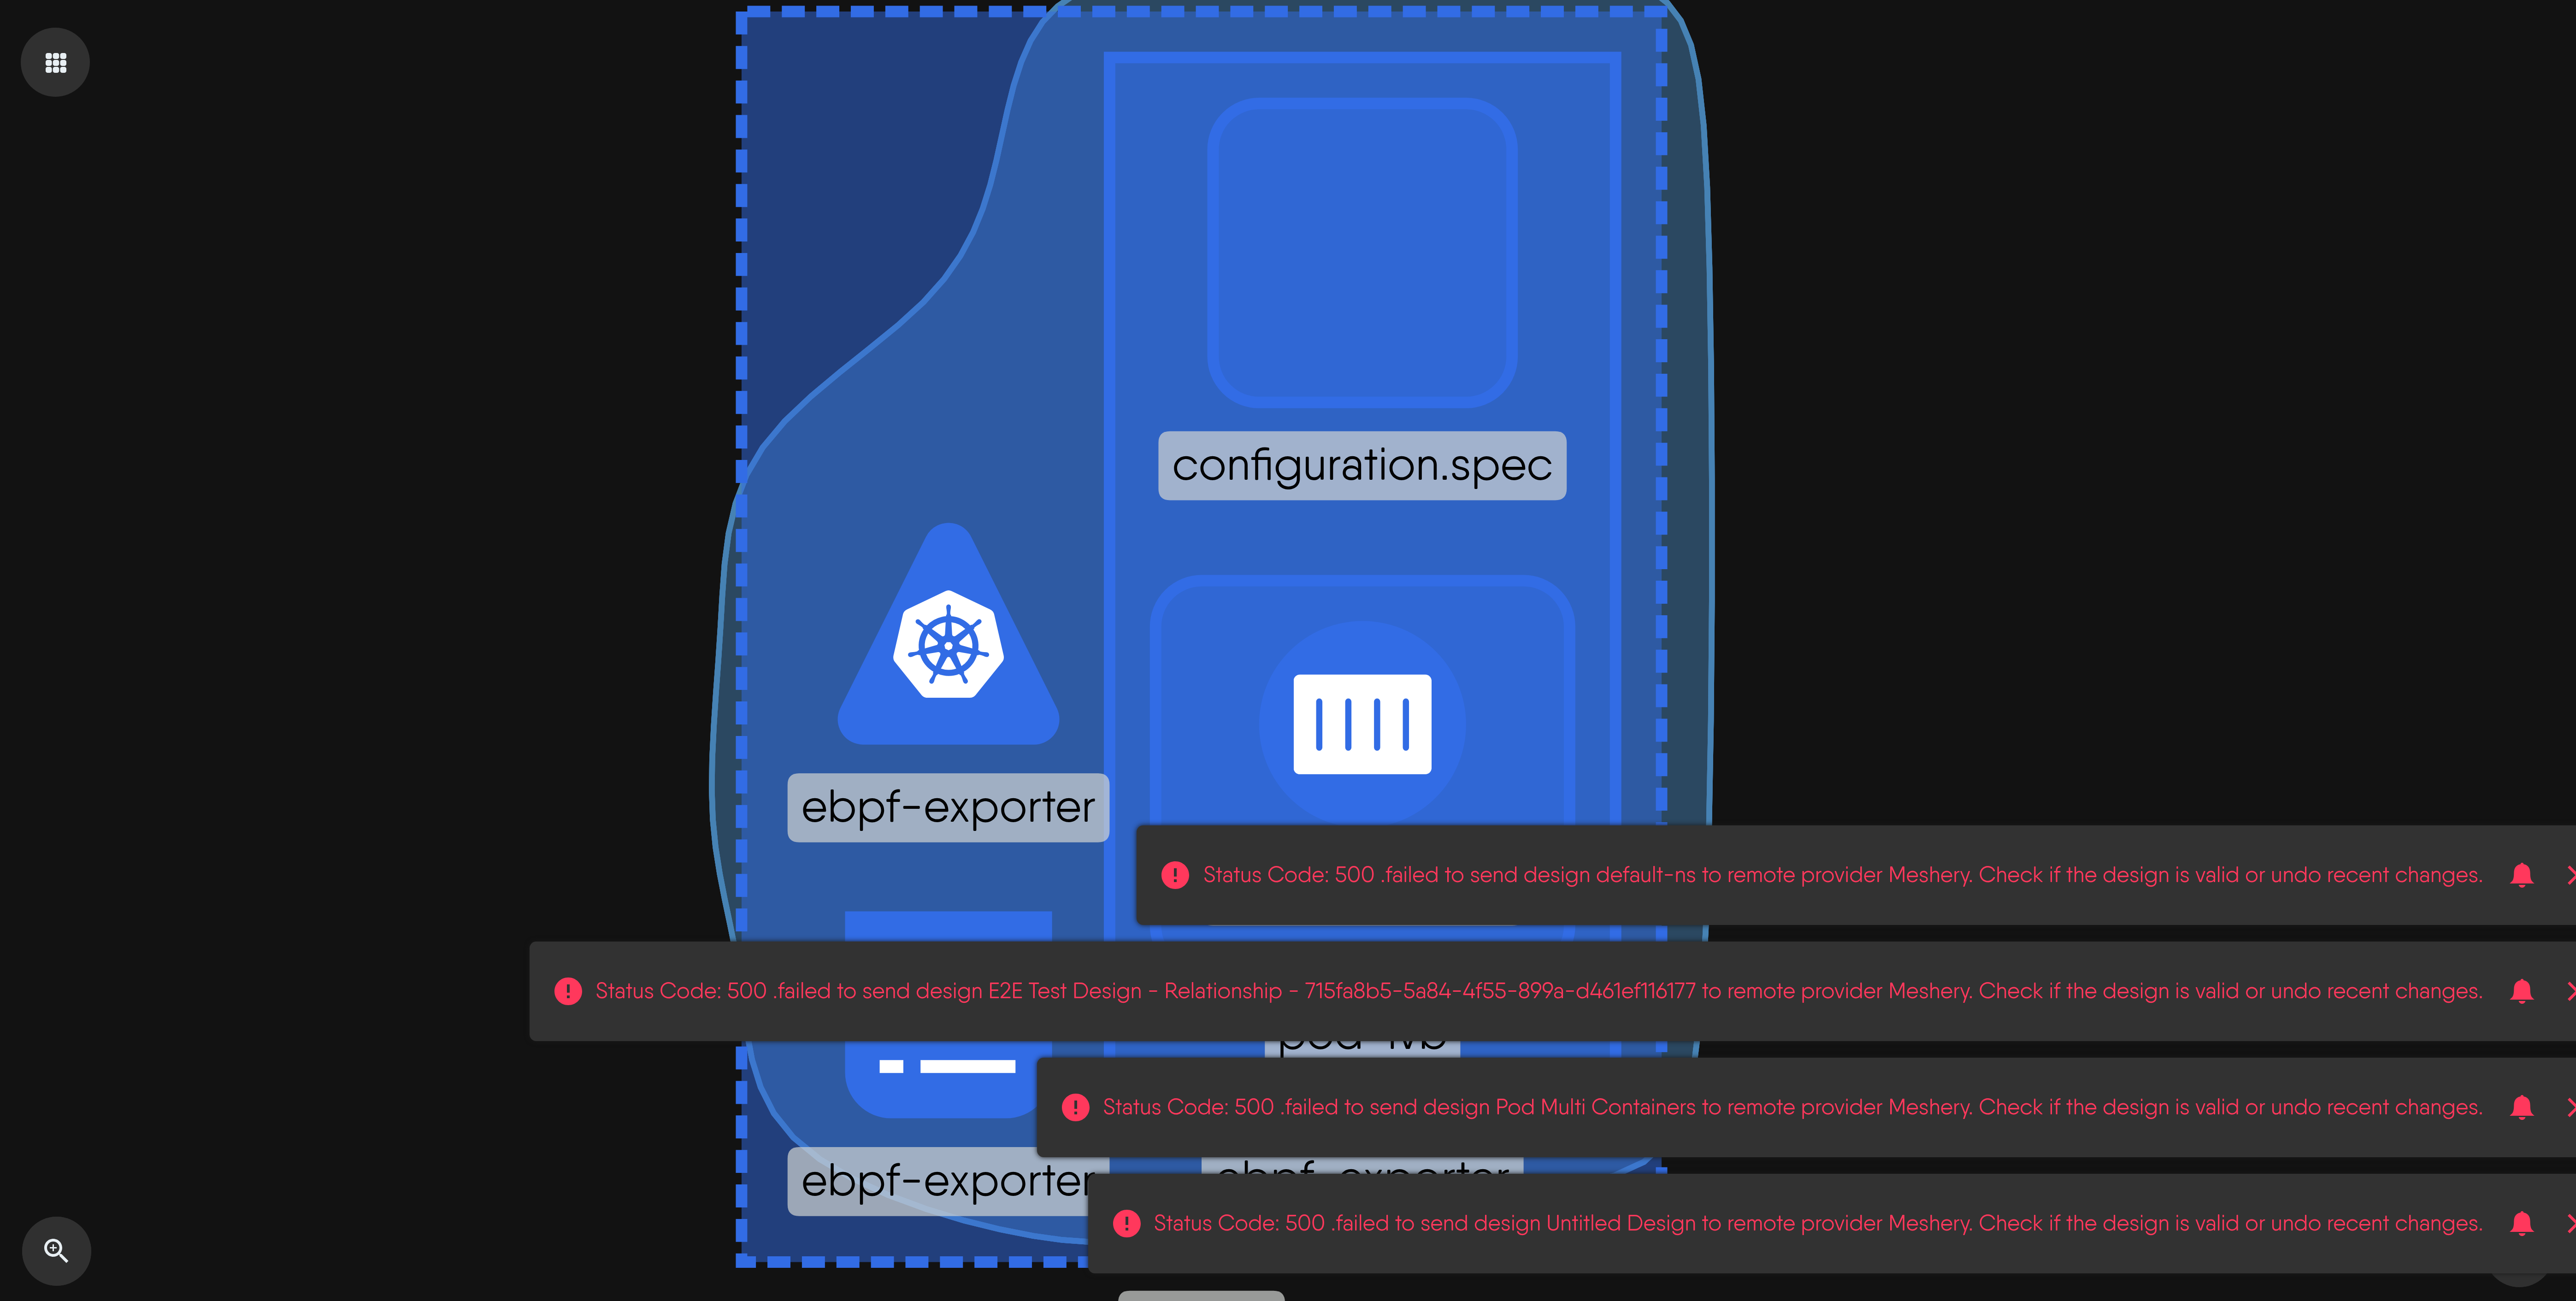 configuration.spec
ebpf-exporter
Status Code: 500 .failed to send design default-ns to remote provider Meshery. Check if the design is valid or undo recent changes.
Status Code: 500 .failed to send design E2E Test Design - Relationship - 715fa8b5-5a84-4f55-899a-d461ef116177 to remote provider Meshery. Check if the design is valid or undo recent changes.
Status Code: 500 .failed to send design Pod Multi Containers to remote provider Meshery. Check if the design is valid or undo recent changes.
ebpf-exporter
ebpf-exporter
Status Code: 500 .failed to send design Untitled Design to remote provider Meshery. Check if the design is valid or undo recent changes.